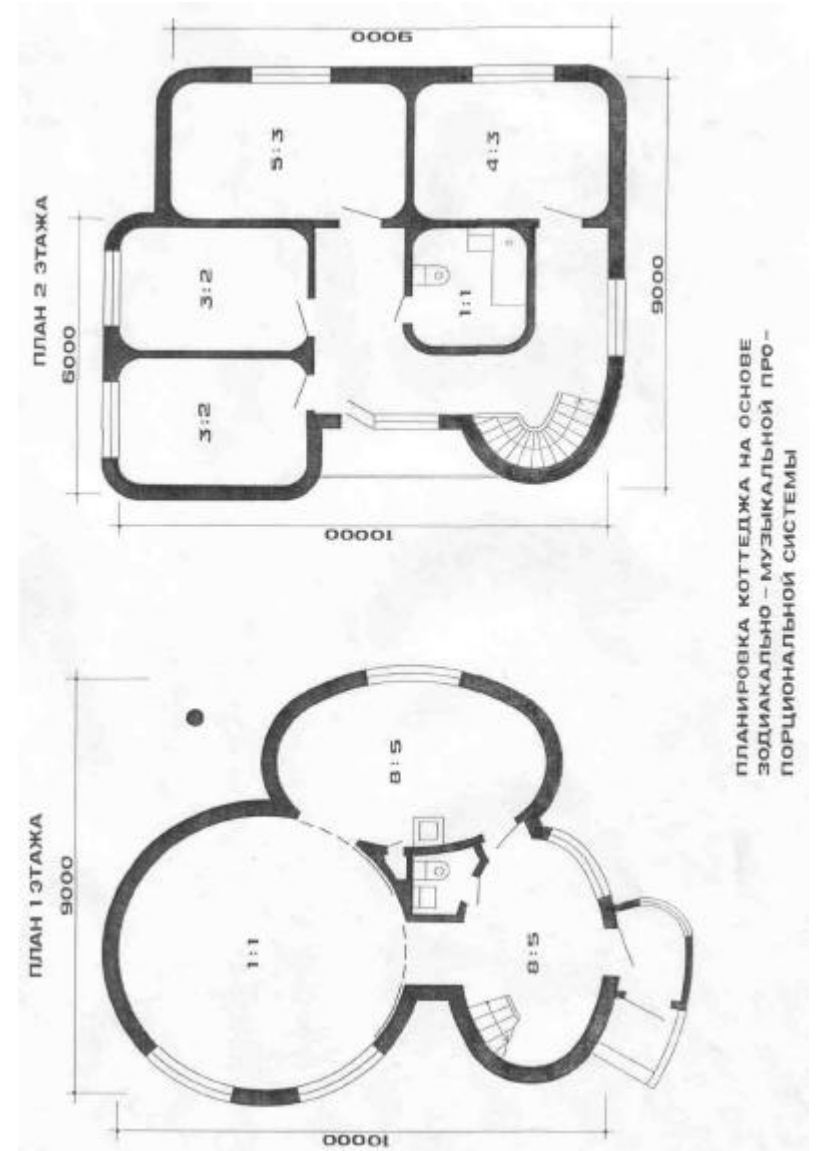 ПЛАН 1 ЭТАЖА
9000
10000
1:1
8:5
8:5
ПЛАН 2 ЭТАЖА
6000
9000
3:2
3:2
5:3
4:3
1:1
10000
9000
ПЛАНИРОВКА КОТТЕДЖА НА ОСНОВЕ
ЗОДИАКАЛЬНО – МУЗЫКАЛЬНОЙ ПРО–
ПОРЦИОНАЛЬНОЙ СИСТЕМЫ